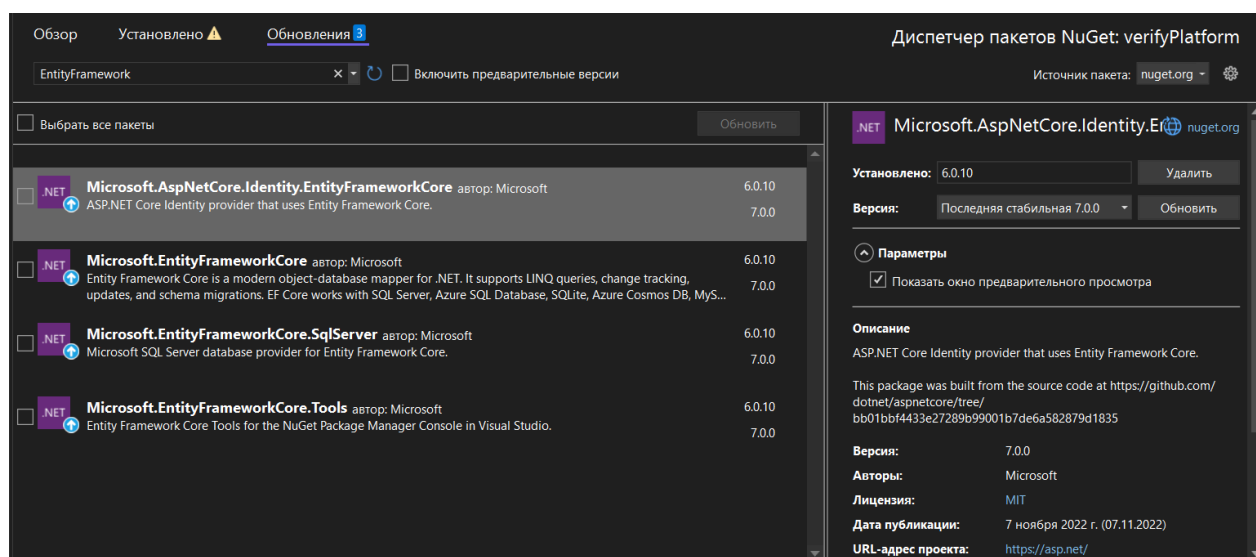 Обзор Установлено Обновления 3
Диспетчер пакетов NuGet: verifyPlatform
EntityFramework
Включить предварительные версии
Источник пакета: nuget.org
Выбрать все пакеты
Обновить
.NET Microsoft.AspNetCore.Identity.EntityFrameworkCore автор: Microsoft 6.0.10
ASP.NET Core Identity provider that uses Entity Framework Core.
7.0.0
.NET Microsoft.EntityFrameworkCore автор: Microsoft 6.0.10
Entity Framework Core is a modern object-database mapper for .NET. It supports LINQ queries, change tracking,
updates, and schema migrations. EF Core works with SQL Server, Azure SQL Database, SQLite, Azure Cosmos DB, MyS...
7.0.0
.NET Microsoft.EntityFrameworkCore.SqlServer автор: Microsoft 6.0.10
Microsoft SQL Server database provider for Entity Framework Core.
7.0.0
.NET Microsoft.EntityFrameworkCore.Tools автор: Microsoft 6.0.10
Entity Framework Core Tools for the NuGet Package Manager Console in Visual Studio.
7.0.0
.NET Microsoft.AspNetCore.Identity.En nuget.org
Установлено: 6.0.10 Удалить
Версия: Последняя стабильная 7.0.0 Обновить
Параметры
Показать окно предварительного просмотра
Описание
ASP.NET Core Identity provider that uses Entity Framework Core.
This package was built from the source code at https://github.com/
dotnet/aspnetcore/tree/
bb01bbf4433e27289b99001b7de6a582879d1835
Версия: 7.0.0
Авторы: Microsoft
Лицензия: MIT
Дата публикации: 7 ноября 2022 г. (07.11.2022)
URL-адрес проекта: https://asp.net/